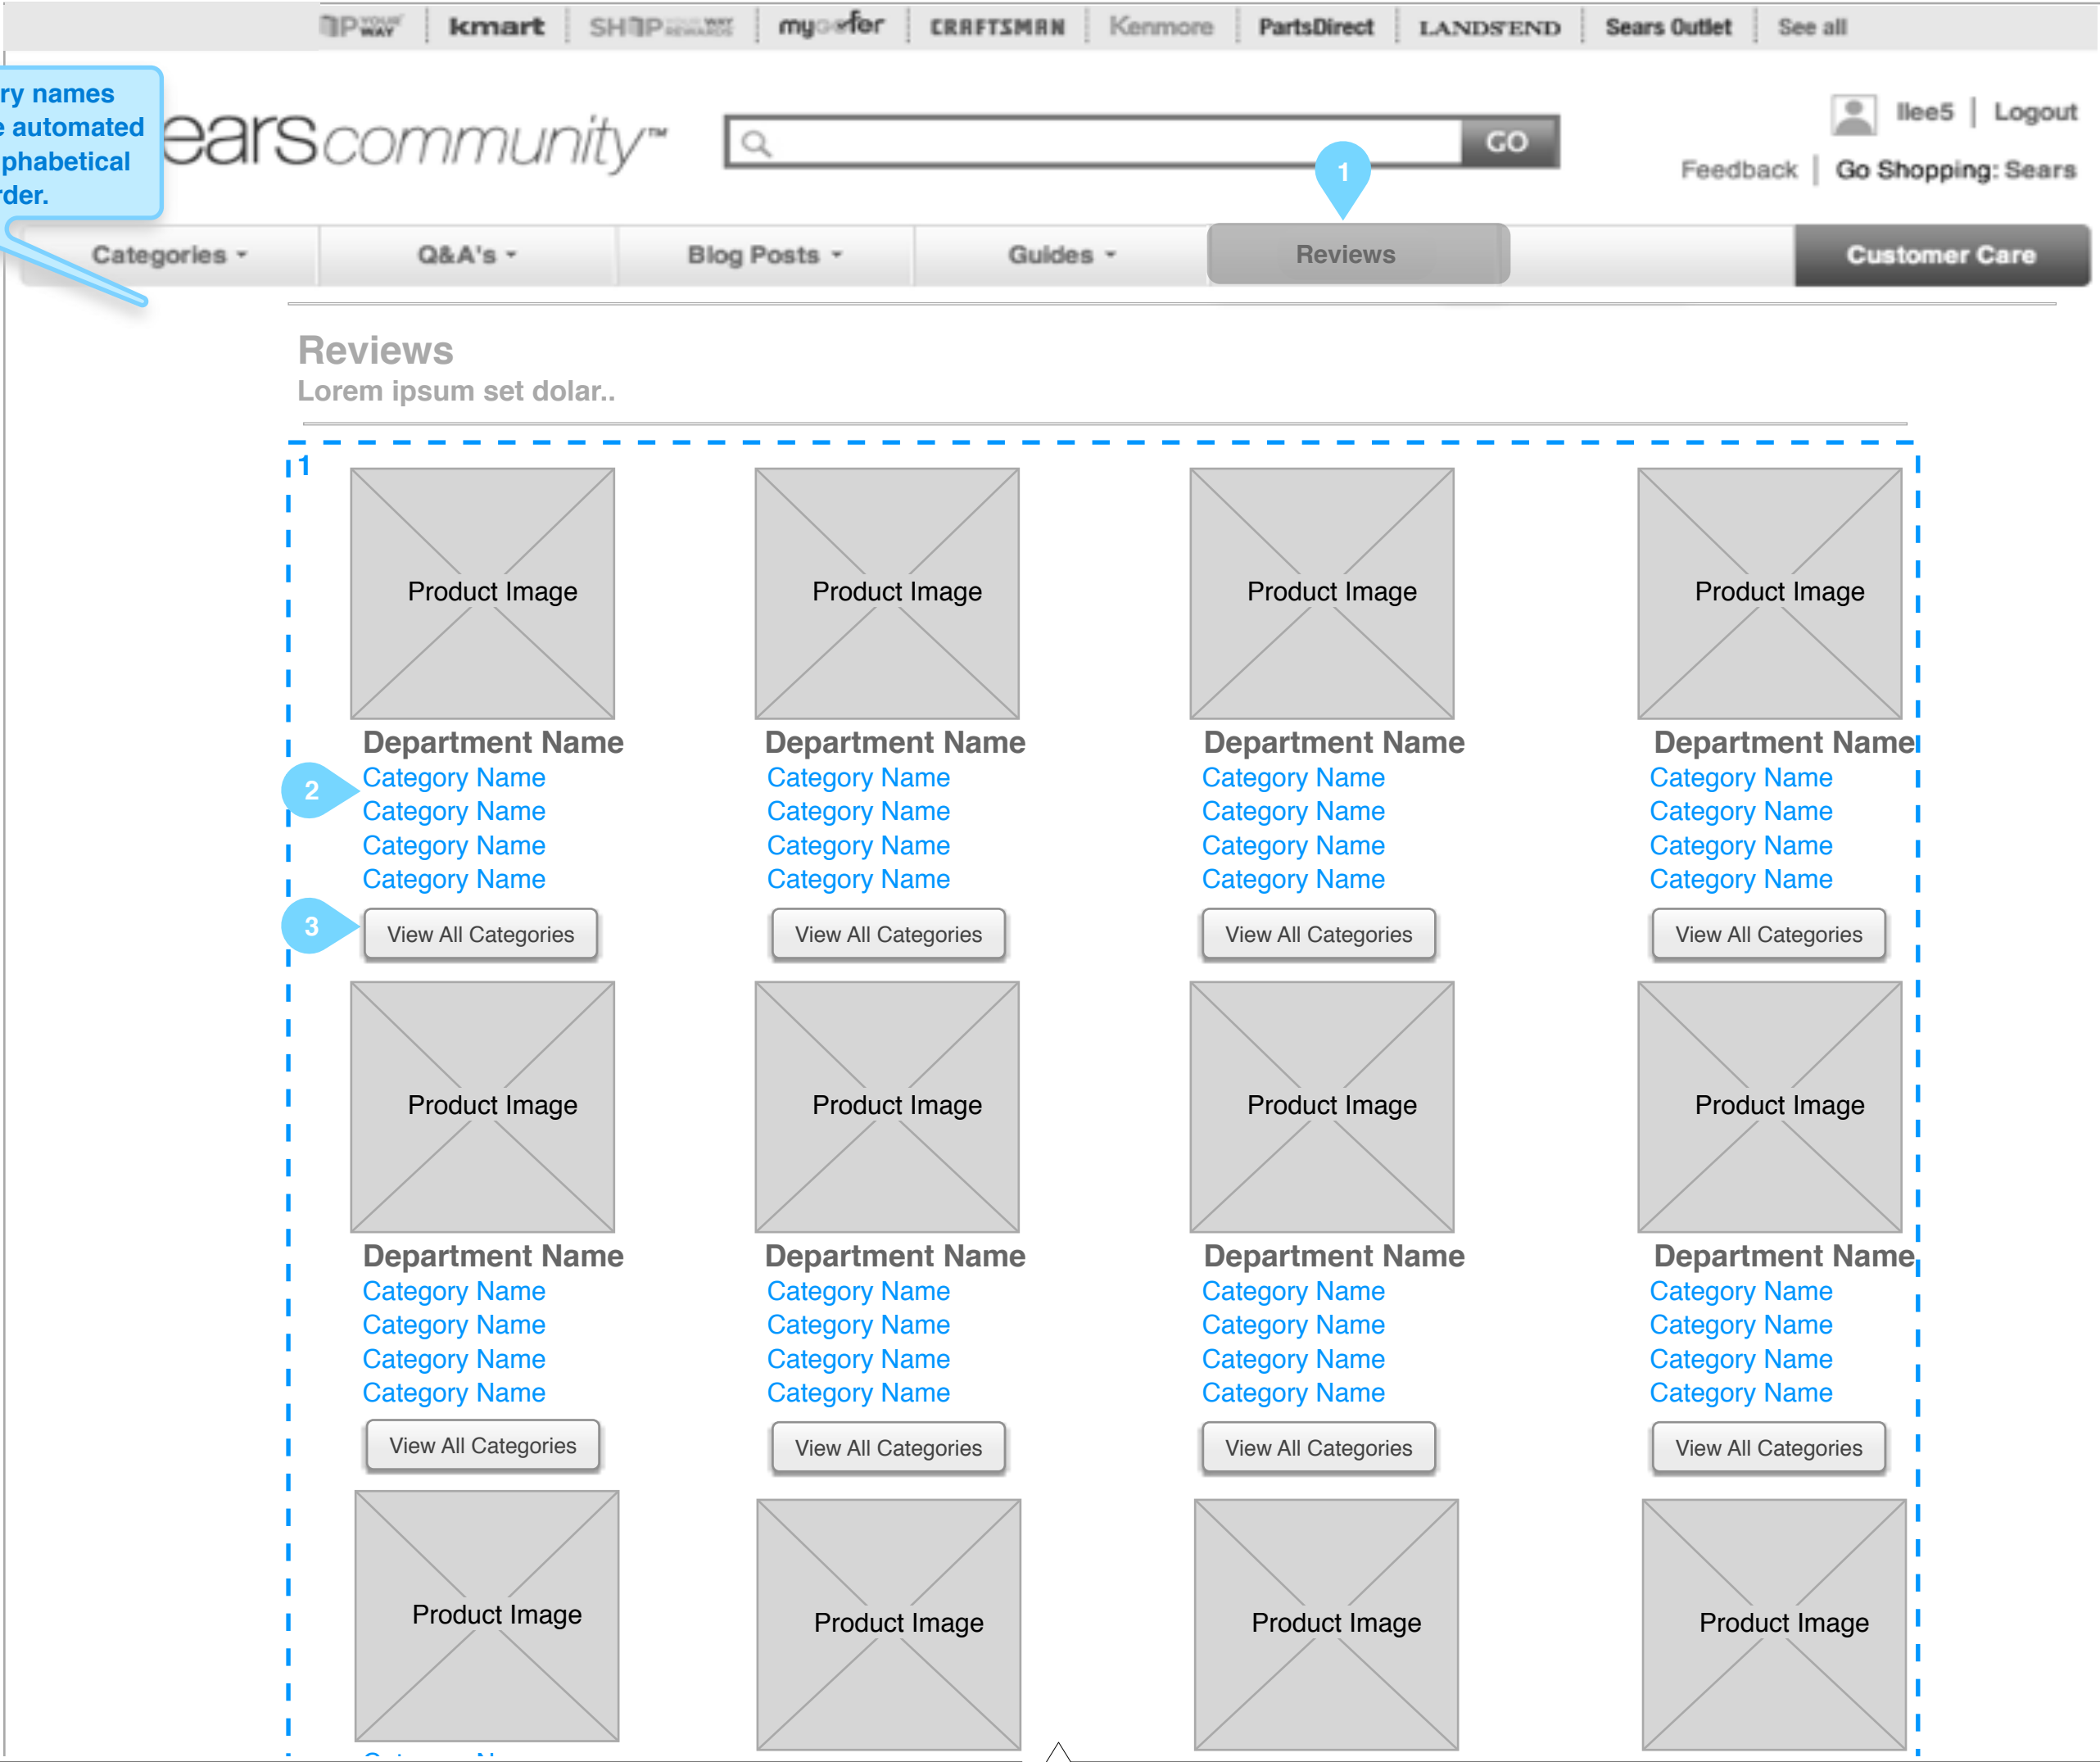 WAY kmart SHOP YOUR WAY REWARDS mygofer CRAFTSMAN Kenmore PartsDirect LANDS'END Sears Outlet See all
ry names
e automated
phabetical
rder.
ears community™
GO
llee5 | Logout
Feedback | Go Shopping: Sears
1
Categories Q&A's Blog Posts Guides Reviews Customer Care
Reviews
Lorem ipsum set dolar..
1
Product Image Product Image Product Image Product Image
Department Name Department Name Department Name Department Name
2 Category Name Category Name Category Name Category Name
Category Name Category Name Category Name Category Name
Category Name Category Name Category Name Category Name
Category Name Category Name Category Name Category Name
3 View All Categories View All Categories View All Categories View All Categories
Product Image Product Image Product Image Product Image
Department Name Department Name Department Name Department Name
Category Name Category Name Category Name Category Name
Category Name Category Name Category Name Category Name
Category Name Category Name Category Name Category Name
Category Name Category Name Category Name Category Name
View All Categories View All Categories View All Categories View All Categories
Product Image Product Image Product Image Product Image